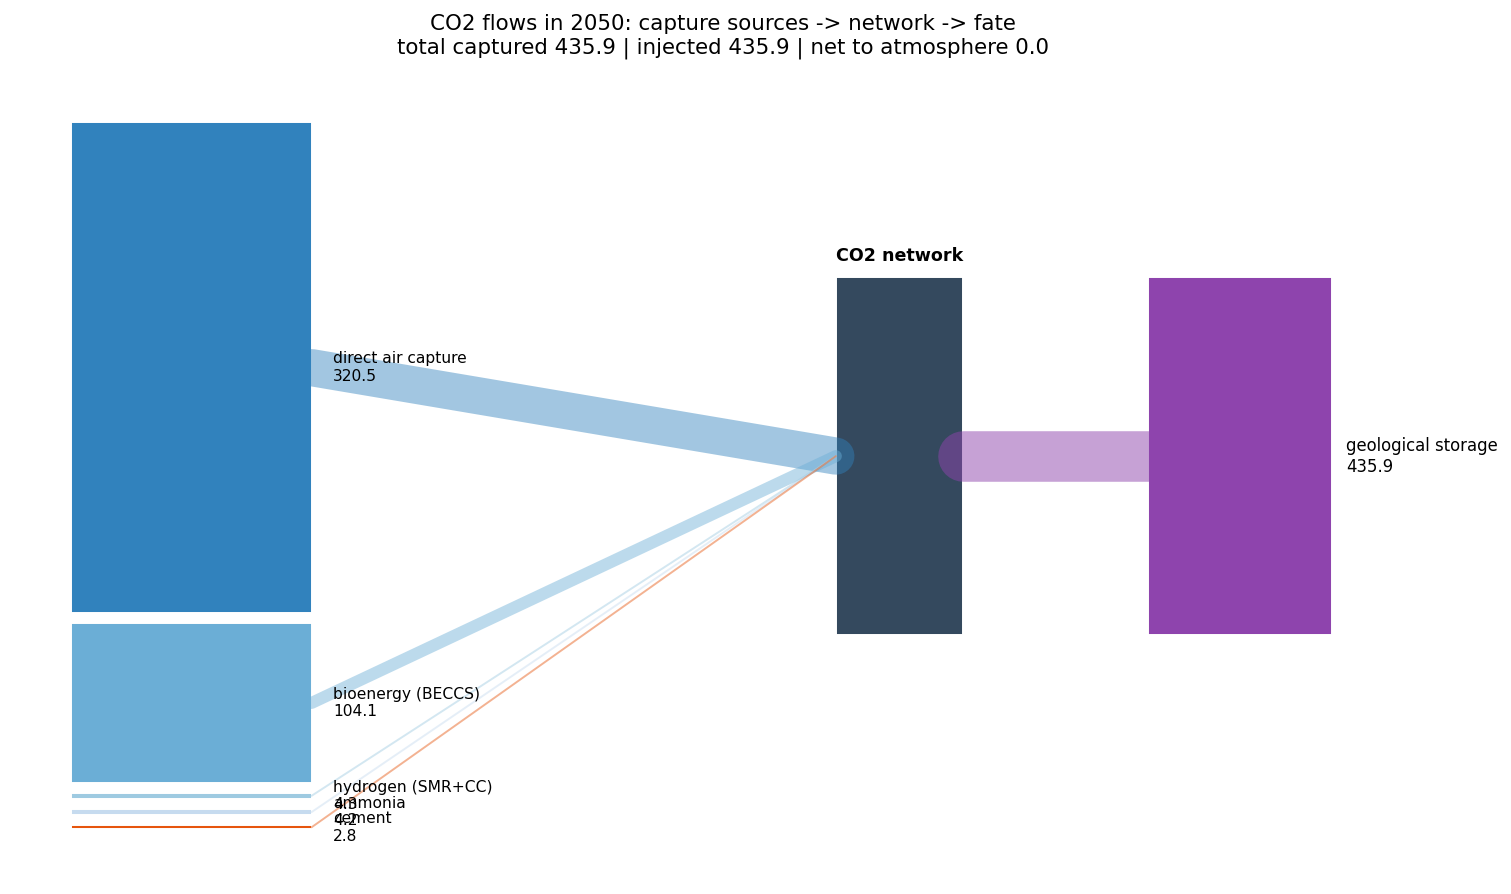 CO2 flows in 2050: capture sources -> network -> fate
total captured 435.9 | injected 435.9 | net to atmosphere 0.0
CO2 network
direct air capture
320.5
geological storage
435.9
bioenergy (BECCS)
104.1
hydrogen (SMR+CC)
4.3
ammonia
4.2
cement
2.8